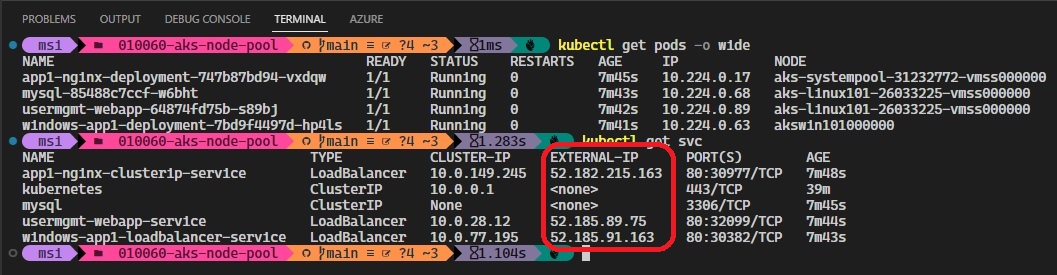 PROBLEMS OUTPUT DEBUG CONSOLE TERMINAL AZURE
msi 010060-aks-node-pool main ≡ ?4 ~3 1ms kubectl get pods -o wide
NAME READY STATUS RESTARTS AGE IP NODE
app1-nginx-deployment-747b87bd94-vxdqw 1/1 Running 0 7m45s 10.224.0.17 aks-systempool-31232772-vmss000000
mysql-85488c7ccf-w6bht 1/1 Running 0 7m43s 10.224.0.68 aks-linux101-26033225-vmss000000
usermgmt-webapp-64874fd75b-s89bj 1/1 Running 0 7m42s 10.224.0.89 aks-linux101-26033225-vmss000000
windows-app1-deployment-7bd9f4497d-hp4ls 1/1 Running 0 7m41s 10.224.0.63 akswin101000000
msi 010060-aks-node-pool main ≡ ?4 ~3 1.283s kubectl get svc
NAME TYPE CLUSTER-IP EXTERNAL-IP PORT(S) AGE
app1-nginx-clusterip-service LoadBalancer 10.0.149.245 52.182.215.163 80:30977/TCP 7m48s
kubernetes ClusterIP 10.0.0.1 <none> 443/TCP 39m
mysql ClusterIP None <none> 3306/TCP 7m45s
usermgmt-webapp-service LoadBalancer 10.0.28.12 52.185.89.75 80:32099/TCP 7m44s
windows-app1-loadbalancer-service LoadBalancer 10.0.77.195 52.185.91.163 80:30382/TCP 7m43s
msi 010060-aks-node-pool main ≡ ?4 ~3 1.104s